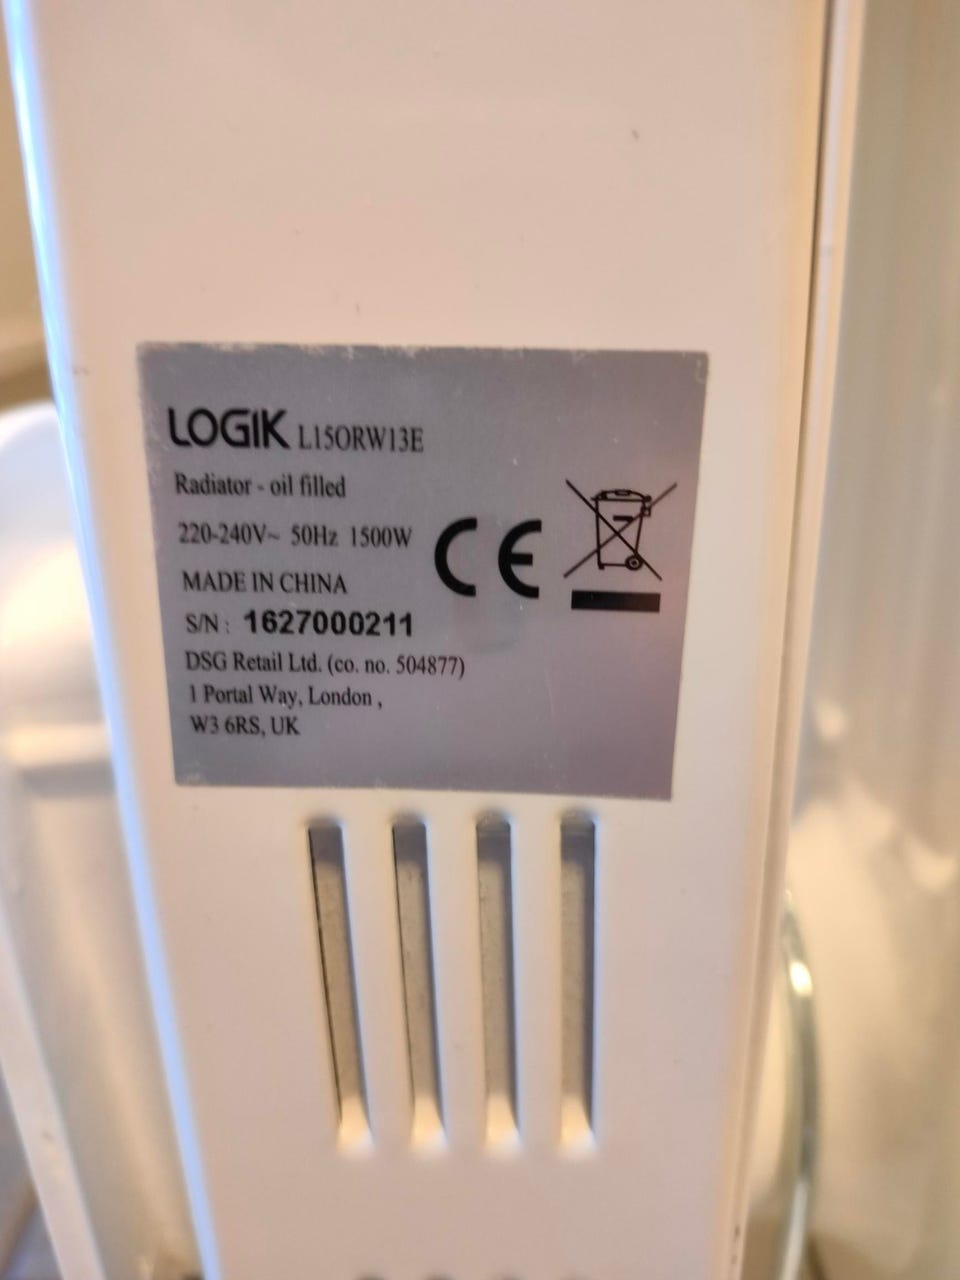 LOGIK L15ORW13E
Radiator - oil filled
220-240V~ 50Hz 1500W
MADE IN CHINA
S/N : 1627000211
DSG Retail Ltd. (co. no. 504877)
1 Portal Way, London ,
W3 6RS, UK
CE